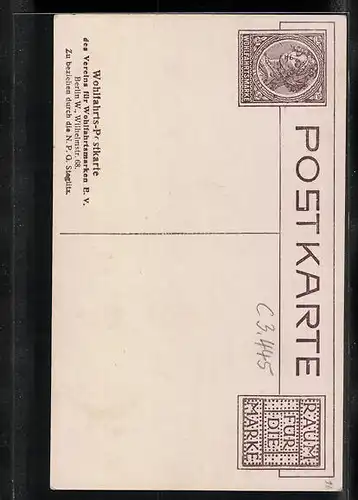 Wohlfahrts-Postkarte
des Vereins für Wohlfahrtsmarken E. V.
Berlin W., Wilhelmstr. 68.
Zu beziehen durch die N. P. G. Steglitz.
WOHLFAHRTSMARKE
POSTKARTE
RAUM
FÜR
DIE
MARKE
C 3.445